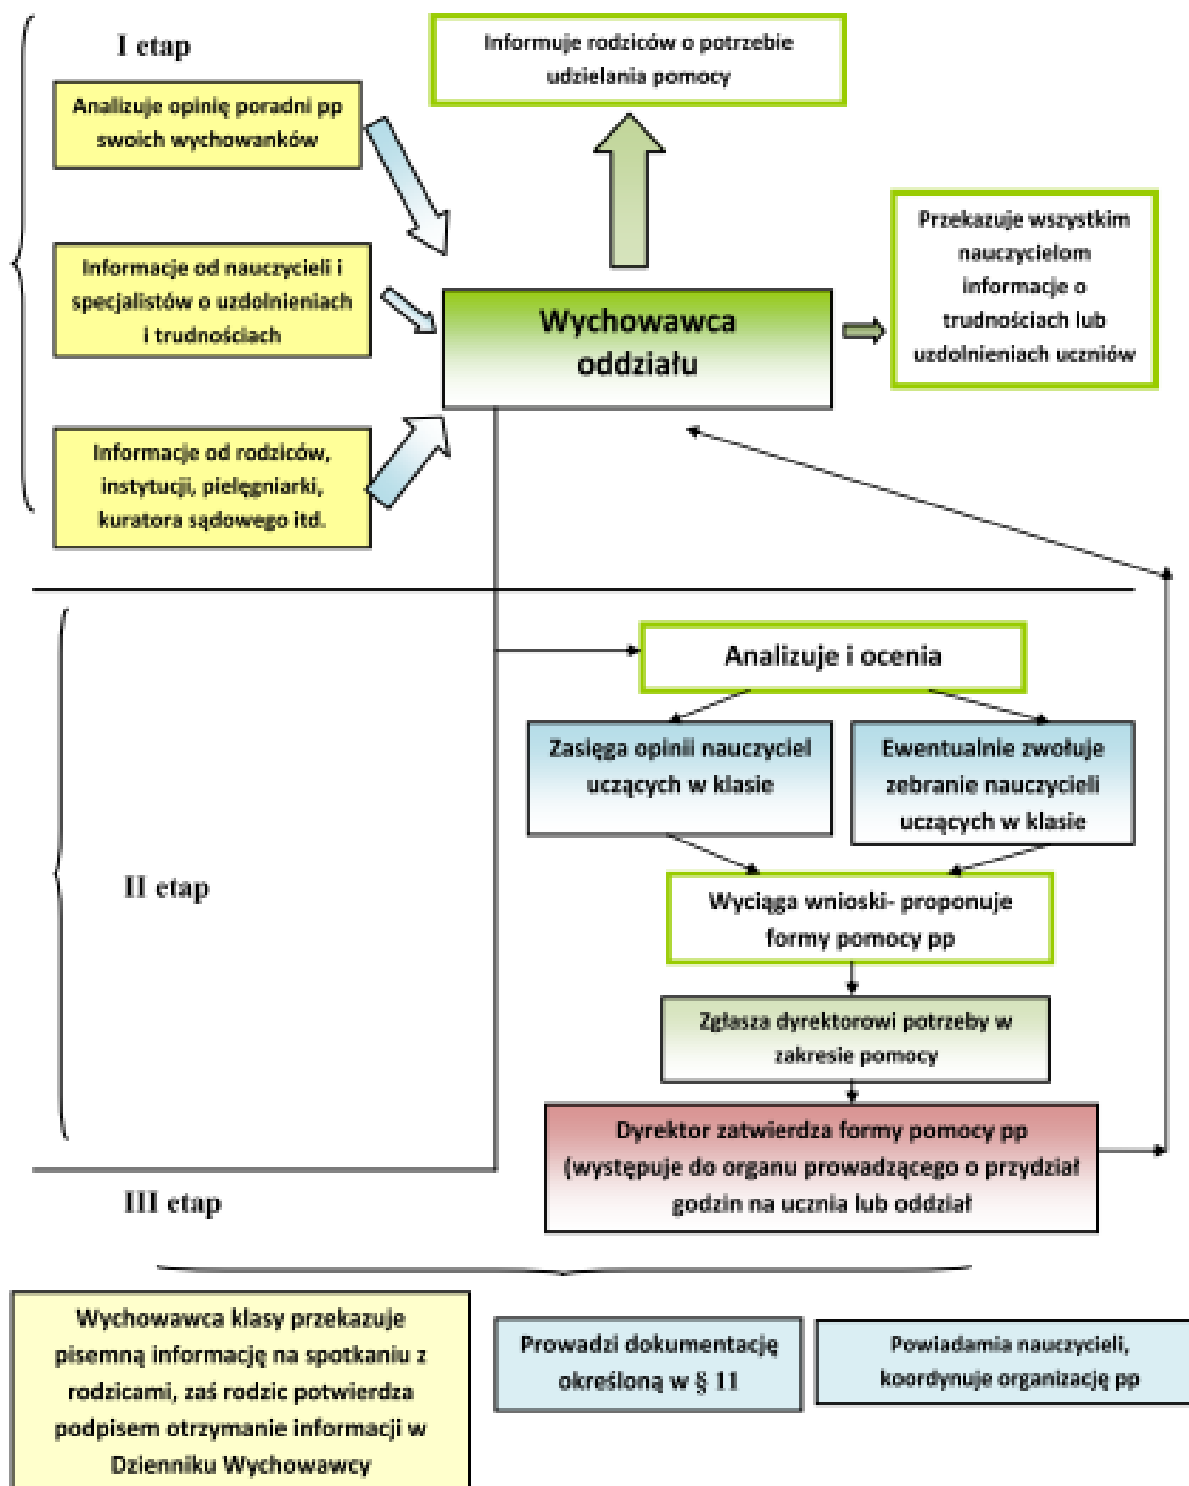 I etap
Informuje rodziców o potrzebie
udzielania pomocy
Analizuje opinię poradni pp
swoich wychowanków
Informacje od nauczycieli i
specjalistów o uzdolnieniach
i trudnościach
Informacje od rodziców,
instytucji, pielęgniarki,
kuratora sądowego itd.
Wychowawca
oddziału
Przekazuje wszystkim
nauczycielom
informacje o
trudnościach lub
uzdolnieniach uczniów
II etap
Analizuje i ocenia
Zasięga opinii nauczyciel
uczących w klasie
Ewentualnie zwołuje
zebranie nauczycieli
uczących w klasie
Wyciąga wnioski- proponuje
formy pomocy pp
Zgłasza dyrektorowi potrzeby w
zakresie pomocy
Dyrektor zatwierdza formy pomocy pp
(występuje do organu prowadzącego o przydział
godzin na ucznia lub oddział
III etap
Wychowawca klasy przekazuje
pisemną informację na spotkaniu z
rodzicami, zaś rodzic potwierdza
podpisem otrzymanie informacji w
Dzienniku Wychowawcy
Prowadzi dokumentację
określoną w § 11
Powiadamia nauczycieli,
koordynuje organizację pp